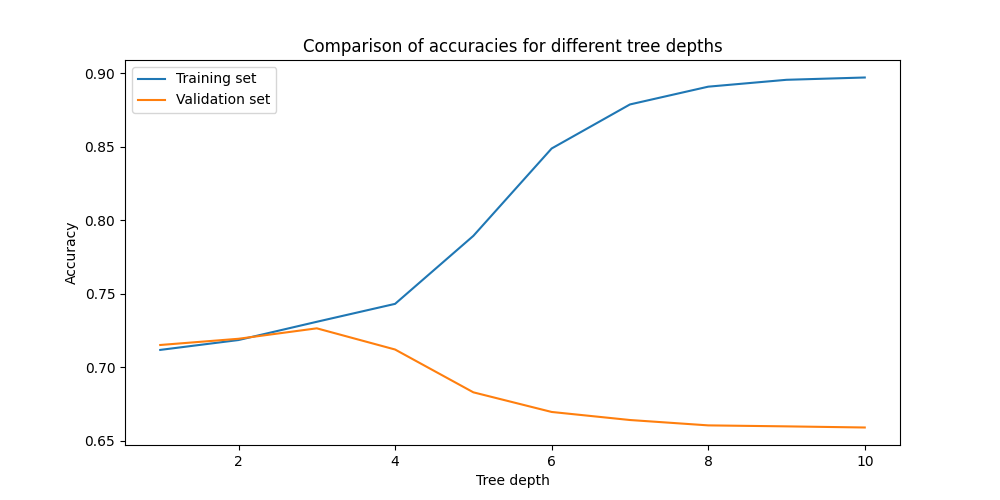 Comparison of accuracies for different tree depths
Training set
Validation set
0.90
0.85
0.80
0.75
0.70
0.65
Accuracy
2 4 6 8 10
Tree depth